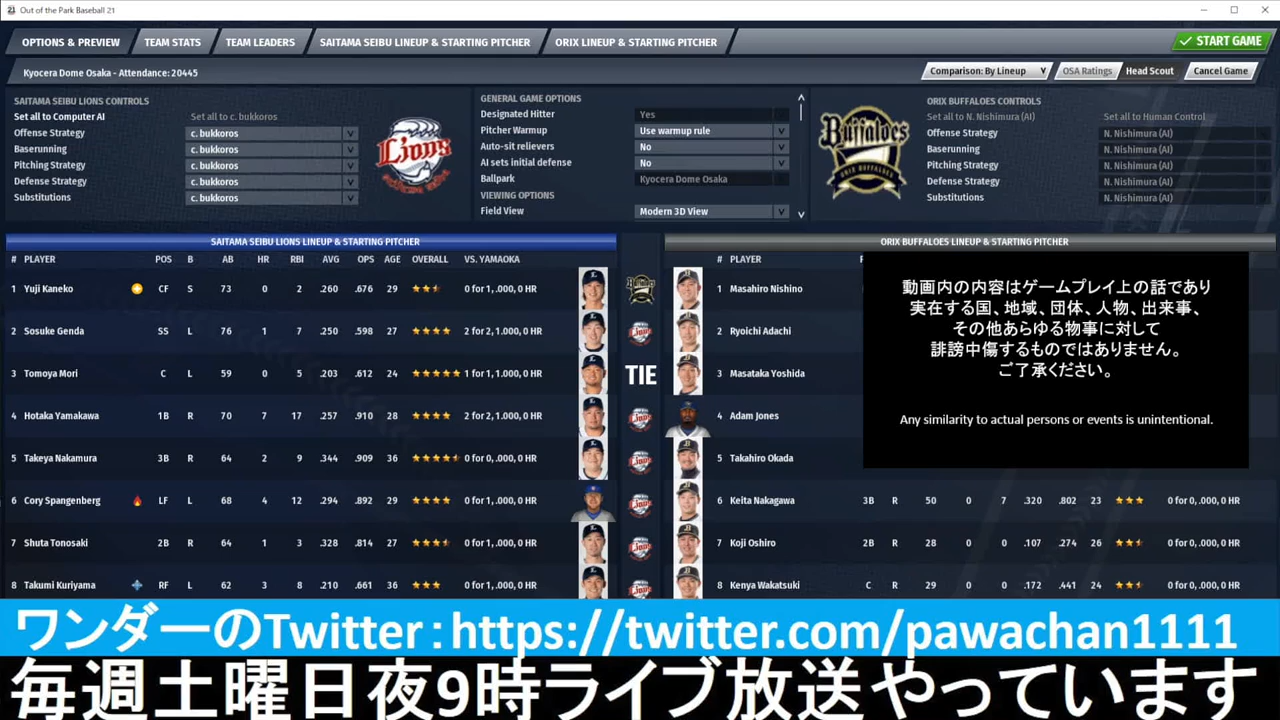 Out of the Park Baseball 21
OPTIONS & PREVIEW TEAM STATS TEAM LEADERS SAITAMA SEIBU LINEUP & STARTING PITCHER ORIX LINEUP & STARTING PITCHER START GAME
Kyocera Dome Osaka - Attendance: 20445 Comparison: By Lineup OSA Ratings Head Scout Cancel Game
SAITAMA SEIBU LIONS CONTROLS
Set all to Computer AI Set all to c. bukkoros
Offense Strategy c. bukkoros
Baserunning c. bukkoros
Pitching Strategy c. bukkoros
Defense Strategy c. bukkoros
Substitutions c. bukkoros
Lions
GENERAL GAME OPTIONS
Designated Hitter Yes
Pitcher Warmup Use warmup rule
Auto-sit relievers No
AI sets initial defense No
Ballpark Kyocera Dome Osaka
VIEWING OPTIONS
Field View Modern 3D View
Buffaloes
ORIX BUFFALOES
ORIX BUFFALOES CONTROLS
Set all to N. Nishimura (AI) Set all to Human Control
Offense Strategy N. Nishimura (AI)
Baserunning N. Nishimura (AI)
Pitching Strategy N. Nishimura (AI)
Defense Strategy N. Nishimura (AI)
Substitutions N. Nishimura (AI)
SAITAMA SEIBU LIONS LINEUP & STARTING PITCHER
# PLAYER POS B AB HR RBI AVG OPS AGE OVERALL VS. YAMAOKA
1 Yuji Kaneko CF S 73 0 2 .260 .676 29 0 for 1, .000, 0 HR
2 Sosuke Genda SS L 76 1 7 .250 .598 27 2 for 2, 1.000, 0 HR
3 Tomoya Mori C L 59 0 5 .203 .612 24 1 for 1, 1.000, 0 HR
4 Hotaka Yamakawa 1B R 70 7 17 .257 .910 28 2 for 2, 1.000, 0 HR
5 Takeya Nakamura 3B R 64 2 9 .344 .909 36 0 for 0, .000, 0 HR
6 Cory Spangenberg LF L 68 4 12 .294 .892 29 0 for 1, .000, 0 HR
7 Shuta Tonosaki 2B R 64 1 3 .328 .814 27 0 for 1, .000, 0 HR
8 Takumi Kuriyama RF L 62 3 8 .210 .661 36 0 for 1, .000, 0 HR
TIE
ORIX BUFFALOES LINEUP & STARTING PITCHER
# PLAYER
1 Masahiro Nishino
2 Ryoichi Adachi
3 Masataka Yoshida
4 Adam Jones
5 Takahiro Okada
6 Keita Nakagawa 3B R 50 0 7 .320 .802 23 0 for 0, .000, 0 HR
7 Koji Oshiro 2B R 28 0 0 .107 .274 26 0 for 0, .000, 0 HR
8 Kenya Wakatsuki C R 29 0 0 .172 .441 24 0 for 0, .000, 0 HR
動画内の内容はゲームプレイ上の話であり
実在する国、地域、団体、人物、出来事、
その他あらゆる物事に対して
誹謗中傷するものではありません。
ご了承ください。
Any similarity to actual persons or events is unintentional.
ワンダーのTwitter：https://twitter.com/pawachan1111
毎週土曜日夜9時ライブ放送やっています